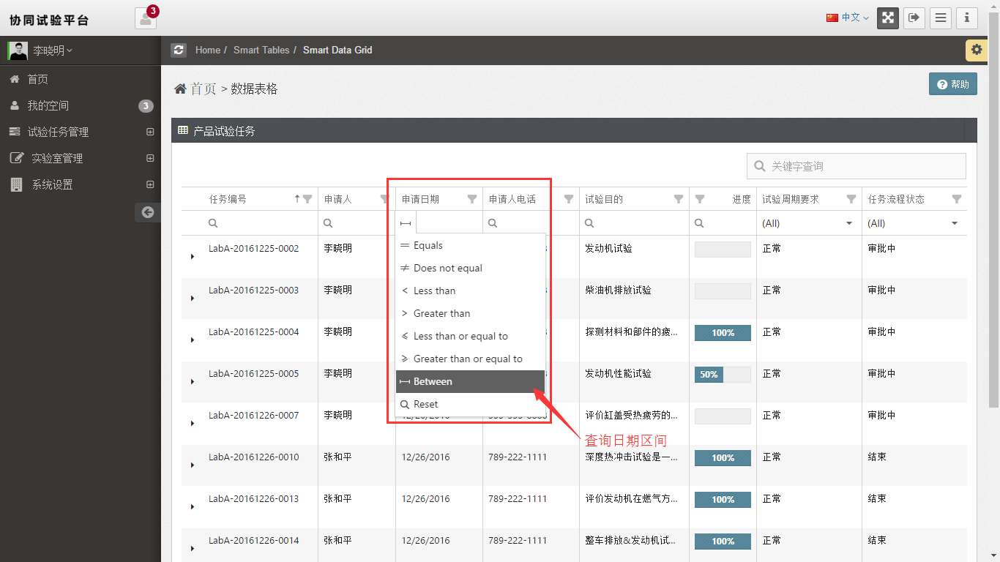 协同试验平台
3
中文
李晓明
Home / Smart Tables / Smart Data Grid
首页
我的空间 3
试验任务管理
实验室管理
系统设置
首页 > 数据表格
帮助
产品试验任务
关键字查询
任务编号 申请人 申请日期 申请人电话 试验目的 进度 试验周期要求 任务流程状态
(All) (All)
Equals
Does not equal
Less than
Greater than
Less than or equal to
Greater than or equal to
Between
Reset
查询日期区间
LabA-20161225-0002 李晓明 发动机试验 正常 审批中
LabA-20161225-0003 李晓明 柴油机排放试验 正常 审批中
LabA-20161225-0004 李晓明 探测材料和部件的疲... 100% 正常 审批中
LabA-20161225-0005 李晓明 发动机性能试验 50% 正常 审批中
LabA-20161226-0007 李晓明 评价缸盖受热疲劳的... 正常 审批中
LabA-20161226-0010 张和平 12/26/2016 789-222-1111 深度热冲击试验是一... 100% 正常 结束
LabA-20161226-0013 张和平 12/26/2016 789-222-1111 评价发动机在燃气方... 100% 正常 结束
LabA-20161226-0014 张和平 12/26/2016 789-222-1111 整车排放&发动机试... 100% 正常 结束